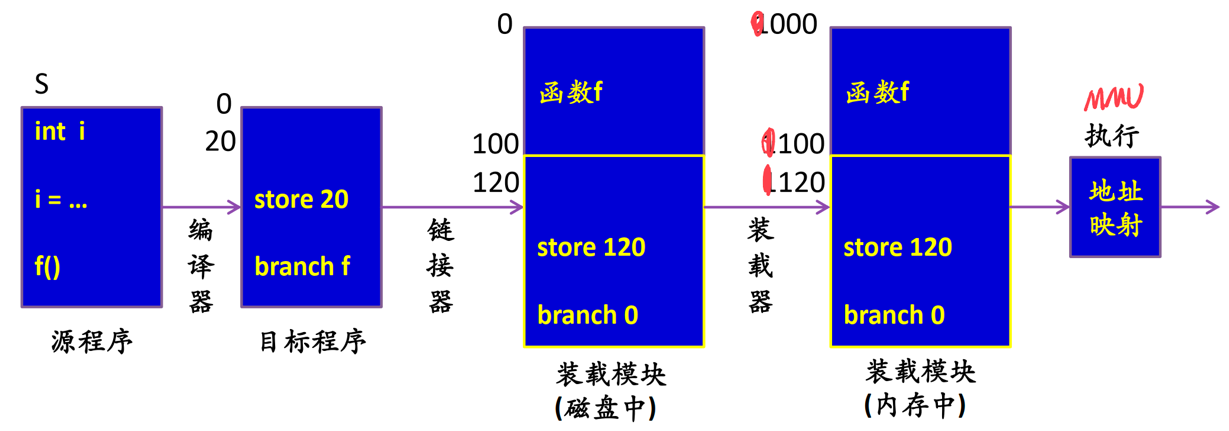 S
int i
i = ...
f()
源程序
编译器
0
20
store 20
branch f
目标程序
链接器
0
函数f
100
120
store 120
branch 0
装载模块
(磁盘中)
装载器
1000
函数f
1100
1120
store 120
branch 0
装载模块
(内存中)
MMU
执行
地址
映射